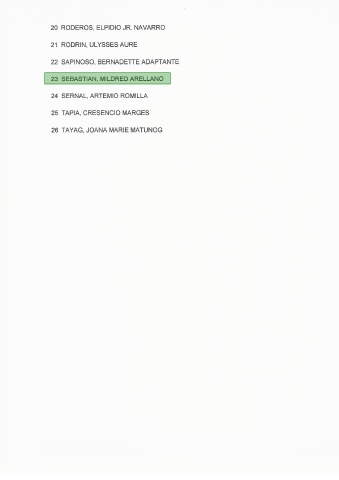 20 RODEROS, ELPIDIO JR. NAVARRO
21 RODRIN, ULYSSES AURE
22 SAPINOSO, BERNADETTE ADAPTANTE
23 SEBASTIAN, MILDRED ARELLANO
24 SERNAL, ARTEMIO ROMILLA
25 TAPIA, CRESENCIO MARGES
26 TAYAG, JOANA MARIE MATUNOG